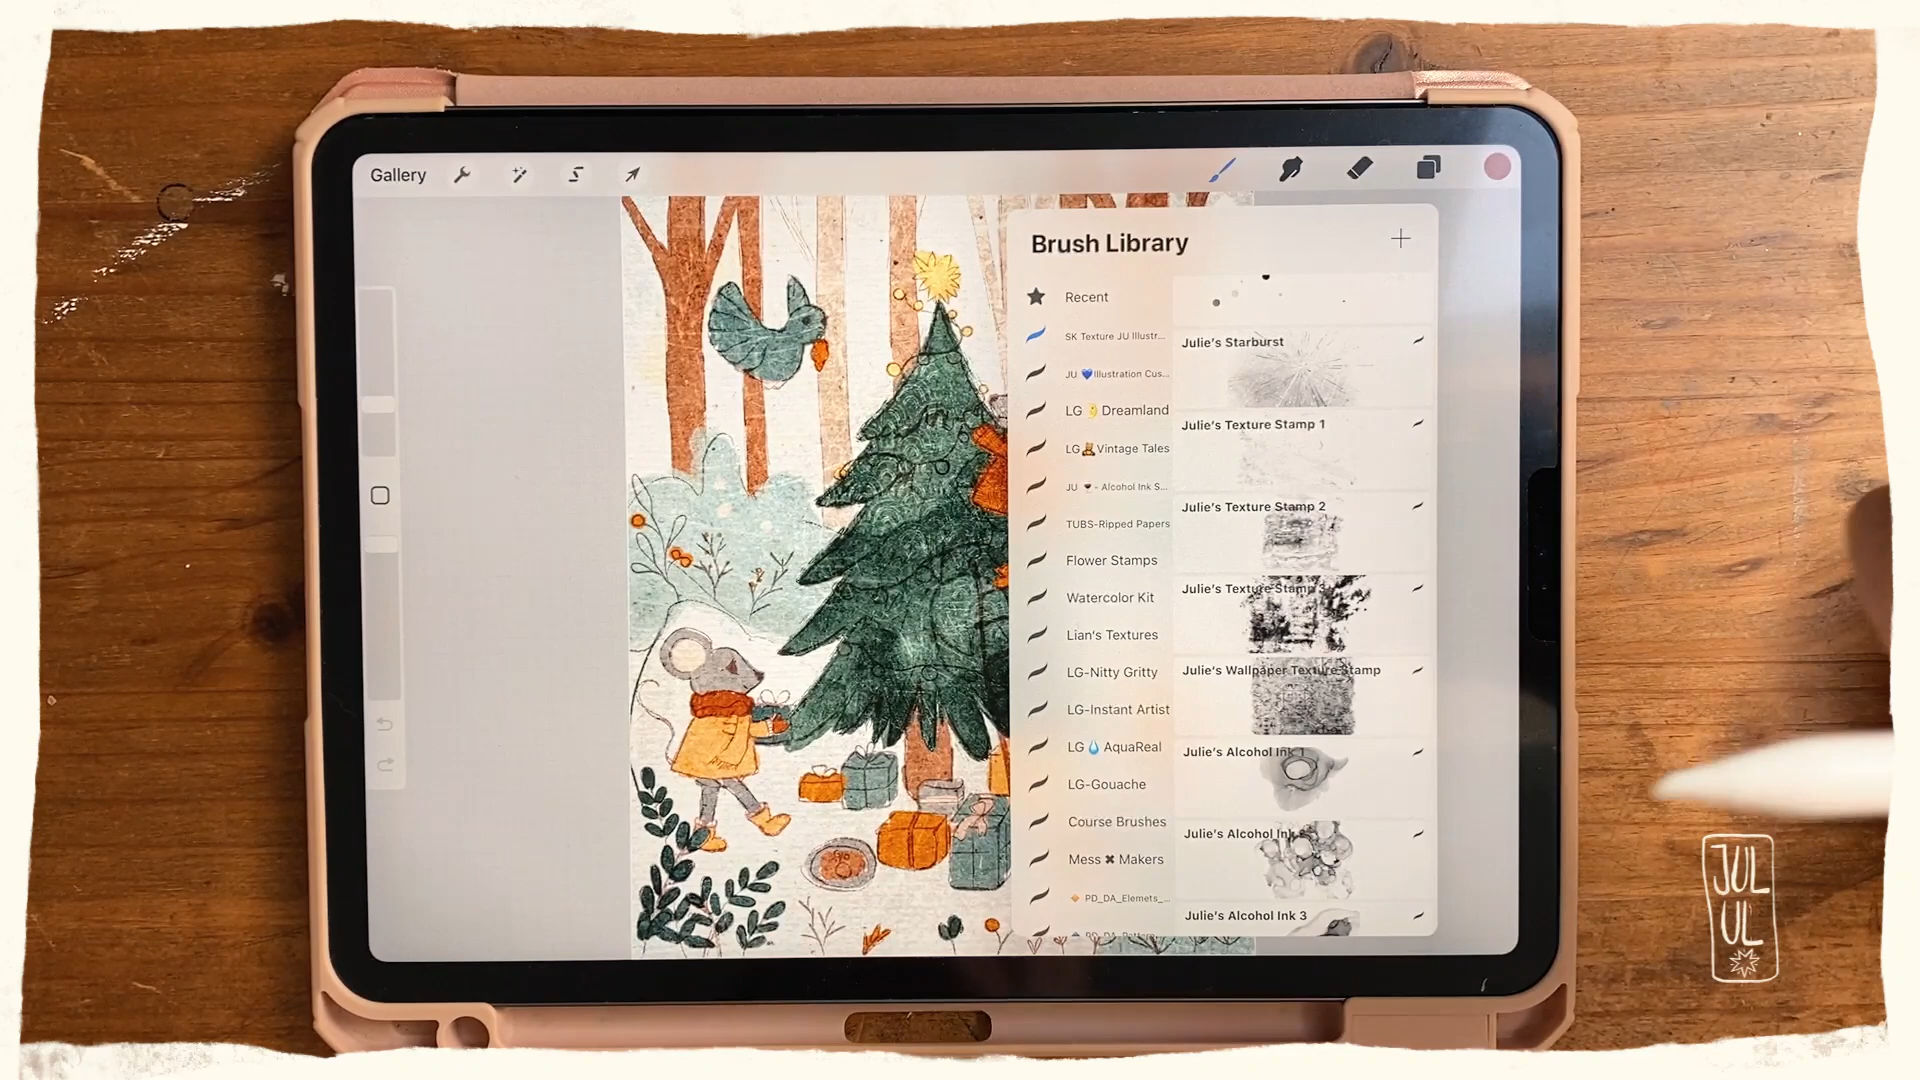 Gallery
Brush Library
Recent
SK Texture JU Illustr...
JU 💙Illustration Cus...
LG 🌛Dreamland
LG🧸Vintage Tales
JU 🍷- Alcohol Ink S...
TUBS-Ripped Papers
Flower Stamps
Watercolor Kit
Lian's Textures
LG-Nitty Gritty
LG-Instant Artist
LG💧AquaReal
LG-Gouache
Course Brushes
Mess ✖ Makers
🔸 PD_DA_Elemets_...
Julie's Starburst
Julie's Texture Stamp 1
Julie's Texture Stamp 2
Julie's Texture Stamp 3
Julie's Wallpaper Texture Stamp
Julie's Alcohol Ink 1
Julie's Alcohol Ink 2
Julie's Alcohol Ink 3
JUL
UL